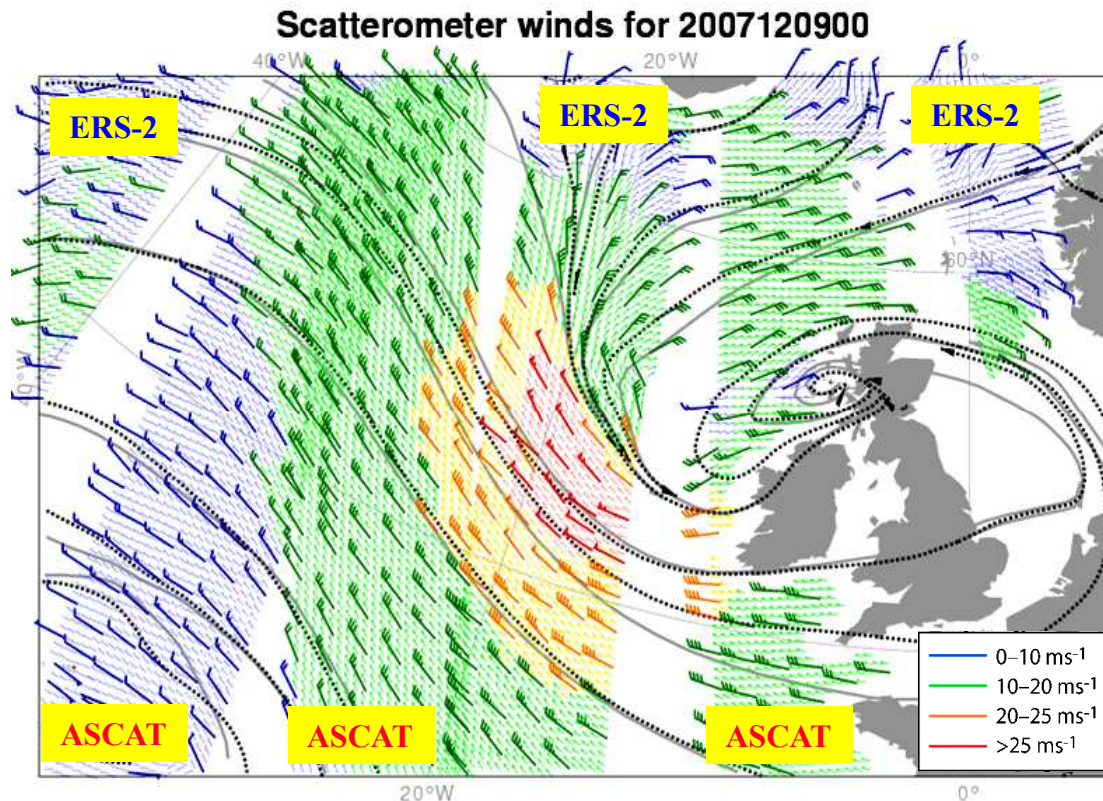 Scatterometer winds for 2007120900
40°W
20°W
0°
ERS-2
ERS-2
ERS-2
60°N
40°W
0–10 ms⁻¹
10–20 ms⁻¹
20–25 ms⁻¹
>25 ms⁻¹
ASCAT
ASCAT
ASCAT
20°W
0°